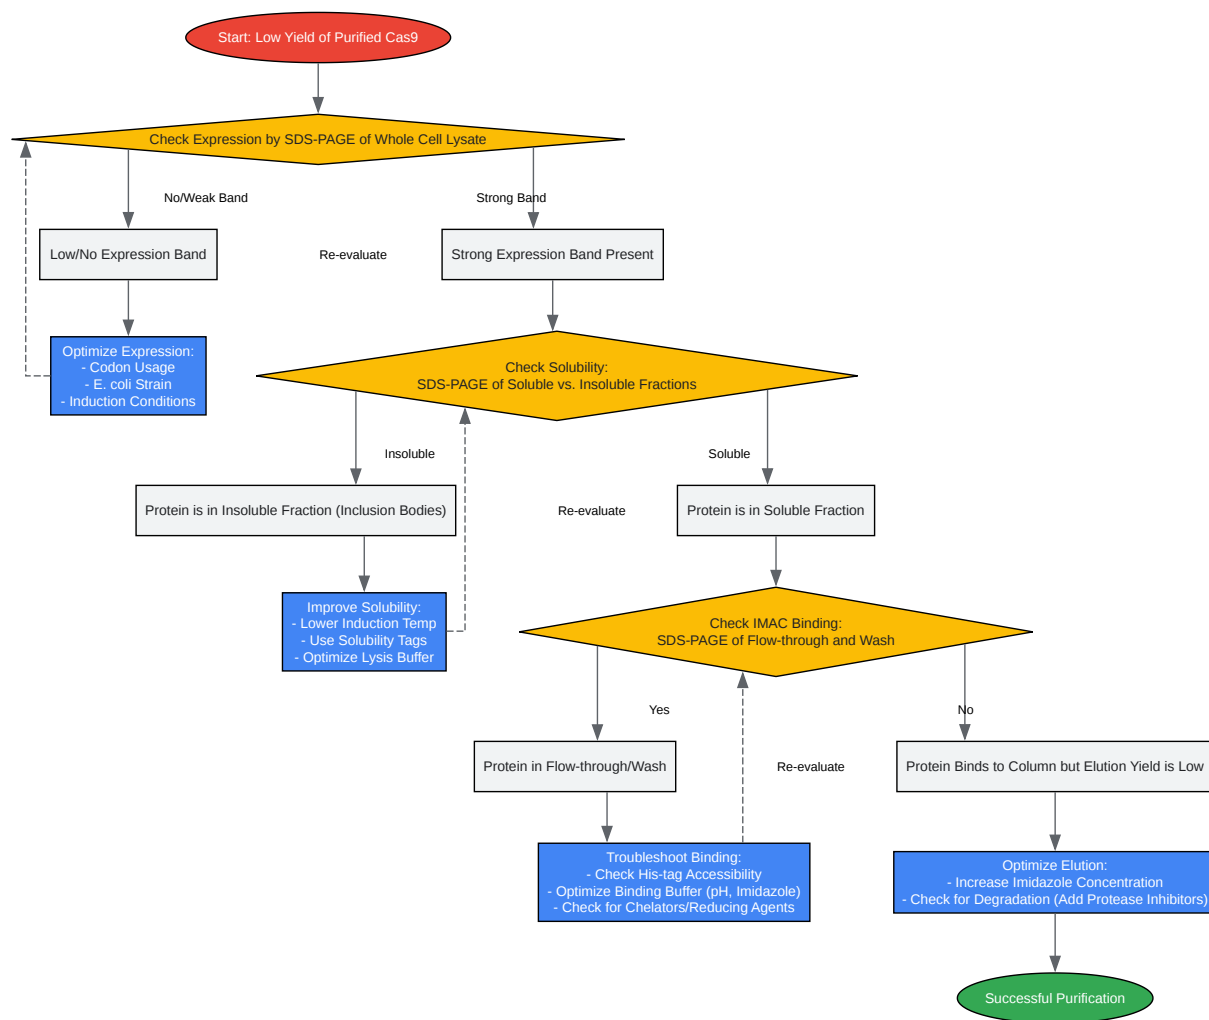 Start: Low Yield of Purified Cas9
Check Expression by SDS-PAGE of Whole Cell Lysate
No/Weak Band
Strong Band
Low/No Expression Band
Re-evaluate
Strong Expression Band Present
Optimize Expression:
- Codon Usage
- E. coli Strain
- Induction Conditions
Check Solubility:
SDS-PAGE of Soluble vs. Insoluble Fractions
Insoluble
Soluble
Protein is in Insoluble Fraction (Inclusion Bodies)
Re-evaluate
Protein is in Soluble Fraction
Improve Solubility:
- Lower Induction Temp
- Use Solubility Tags
- Optimize Lysis Buffer
Check IMAC Binding:
SDS-PAGE of Flow-through and Wash
Yes
No
Protein in Flow-through/Wash
Re-evaluate
Protein Binds to Column but Elution Yield is Low
Troubleshoot Binding:
- Check His-tag Accessibility
- Optimize Binding Buffer (pH, Imidazole)
- Check for Chelators/Reducing Agents
Optimize Elution:
- Increase Imidazole Concentration
- Check for Degradation (Add Protease Inhibitors)
Successful Purification